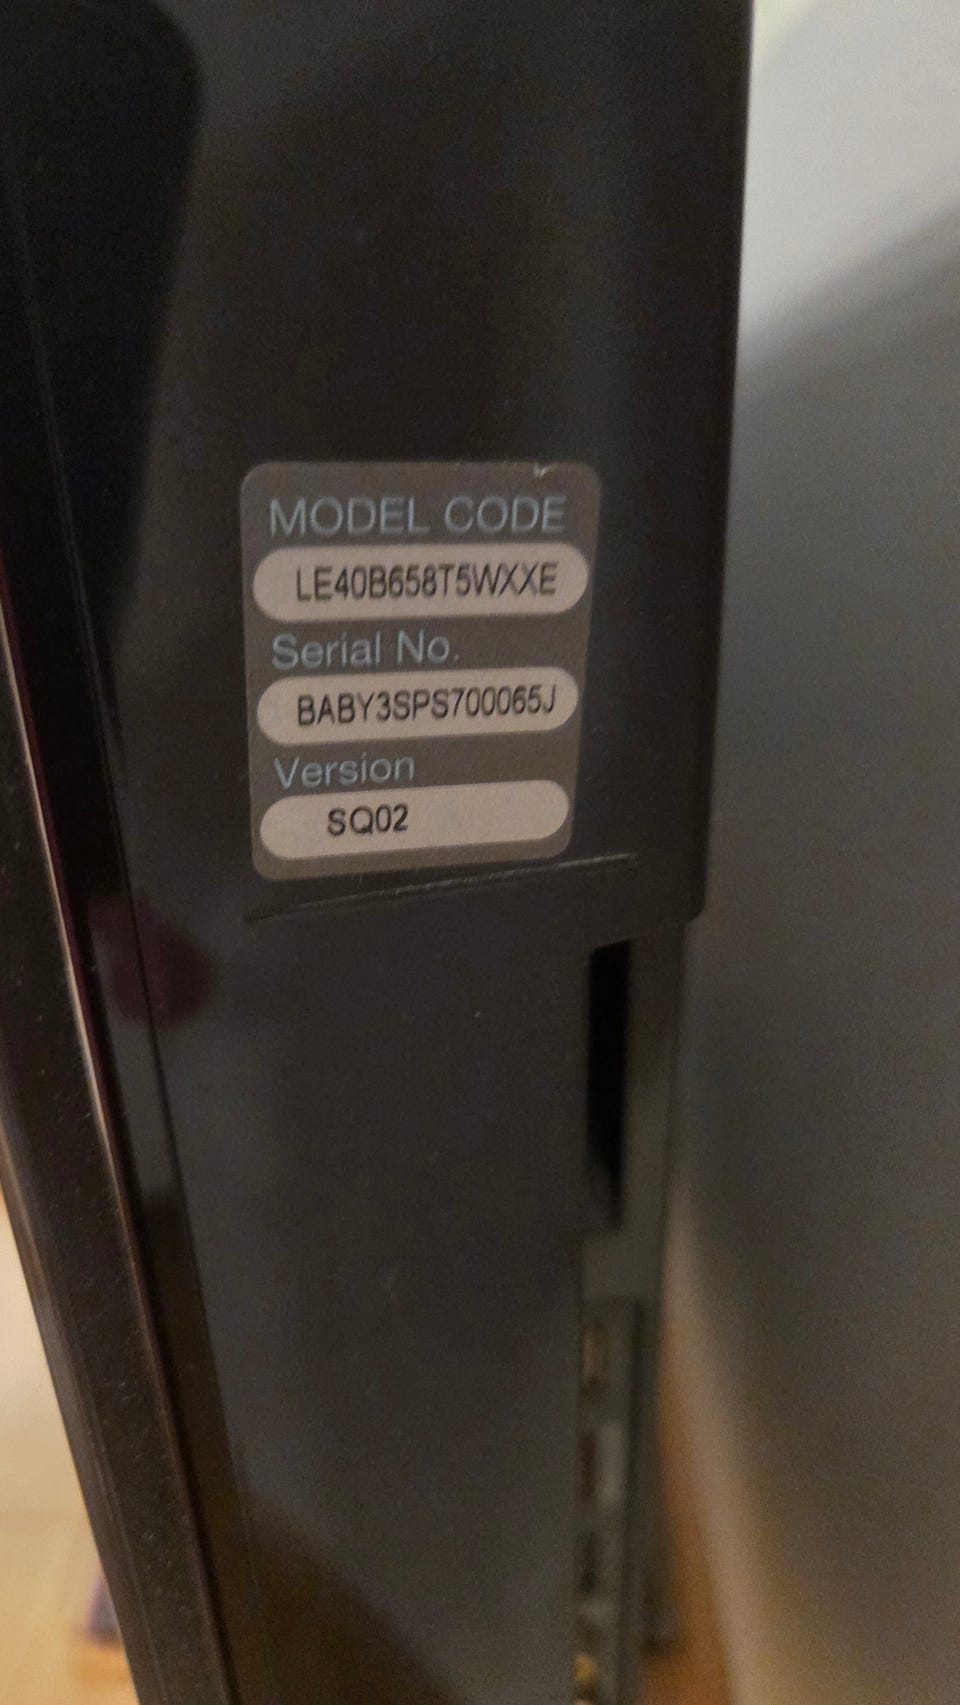 MODEL CODE
LE40B658T5WXXE
Serial No.
BABY3SPS700065J
Version
SQ02